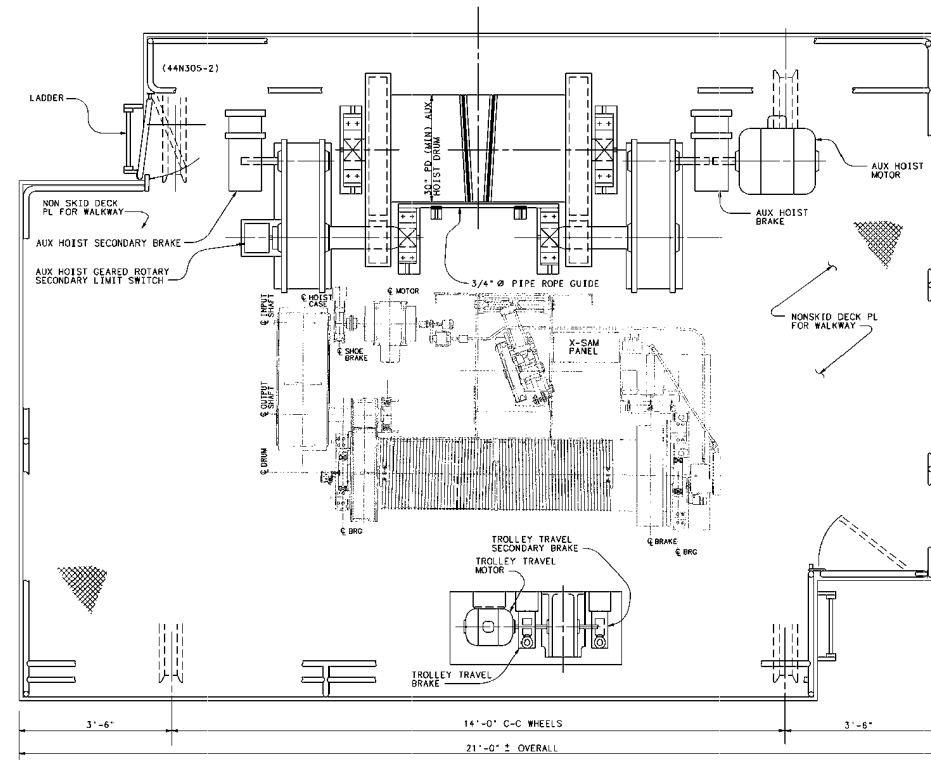 (44N305-2)
LADDER
30" PD (MIN) AUX
HOIST DRUM
AUX HOIST
MOTOR
NON SKID DECK
PL FOR WALKWAY
AUX HOIST
BRAKE
AUX HOIST SECONDARY BRAKE
AUX HOIST GEARED ROTARY
SECONDARY LIMIT SWITCH
3/4" Ø PIPE ROPE GUIDE
℄ INPUT
SHAFT
℄ HOIST
CASE
℄ MOTOR
NONSKID DECK PL
FOR WALKWAY
℄ SHOE
BRAKE
X-SAM
PANEL
℄ OUTPUT
SHAFT
℄ DRUM
℄ BRG
℄ BRAKE
℄ BRG
TROLLEY TRAVEL
SECONDARY BRAKE
TROLLEY TRAVEL
MOTOR
TROLLEY TRAVEL
BRAKE
3'-6"
14'-0" C-C WHEELS
3'-6"
21'-0" ± OVERALL